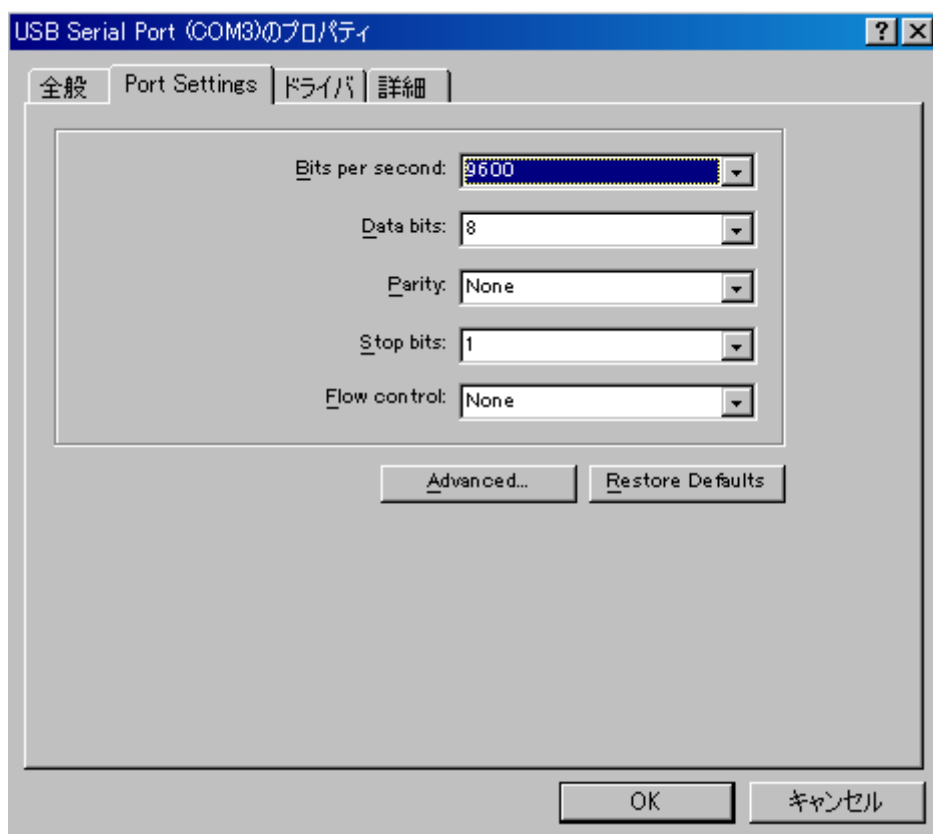 USB Serial Port (COM3)のプロパティ
全般 Port Settings ドライバ 詳細
Bits per second: 9600
Data bits: 8
Parity: None
Stop bits: 1
Flow control: None
Advanced... Restore Defaults
OK キャンセル